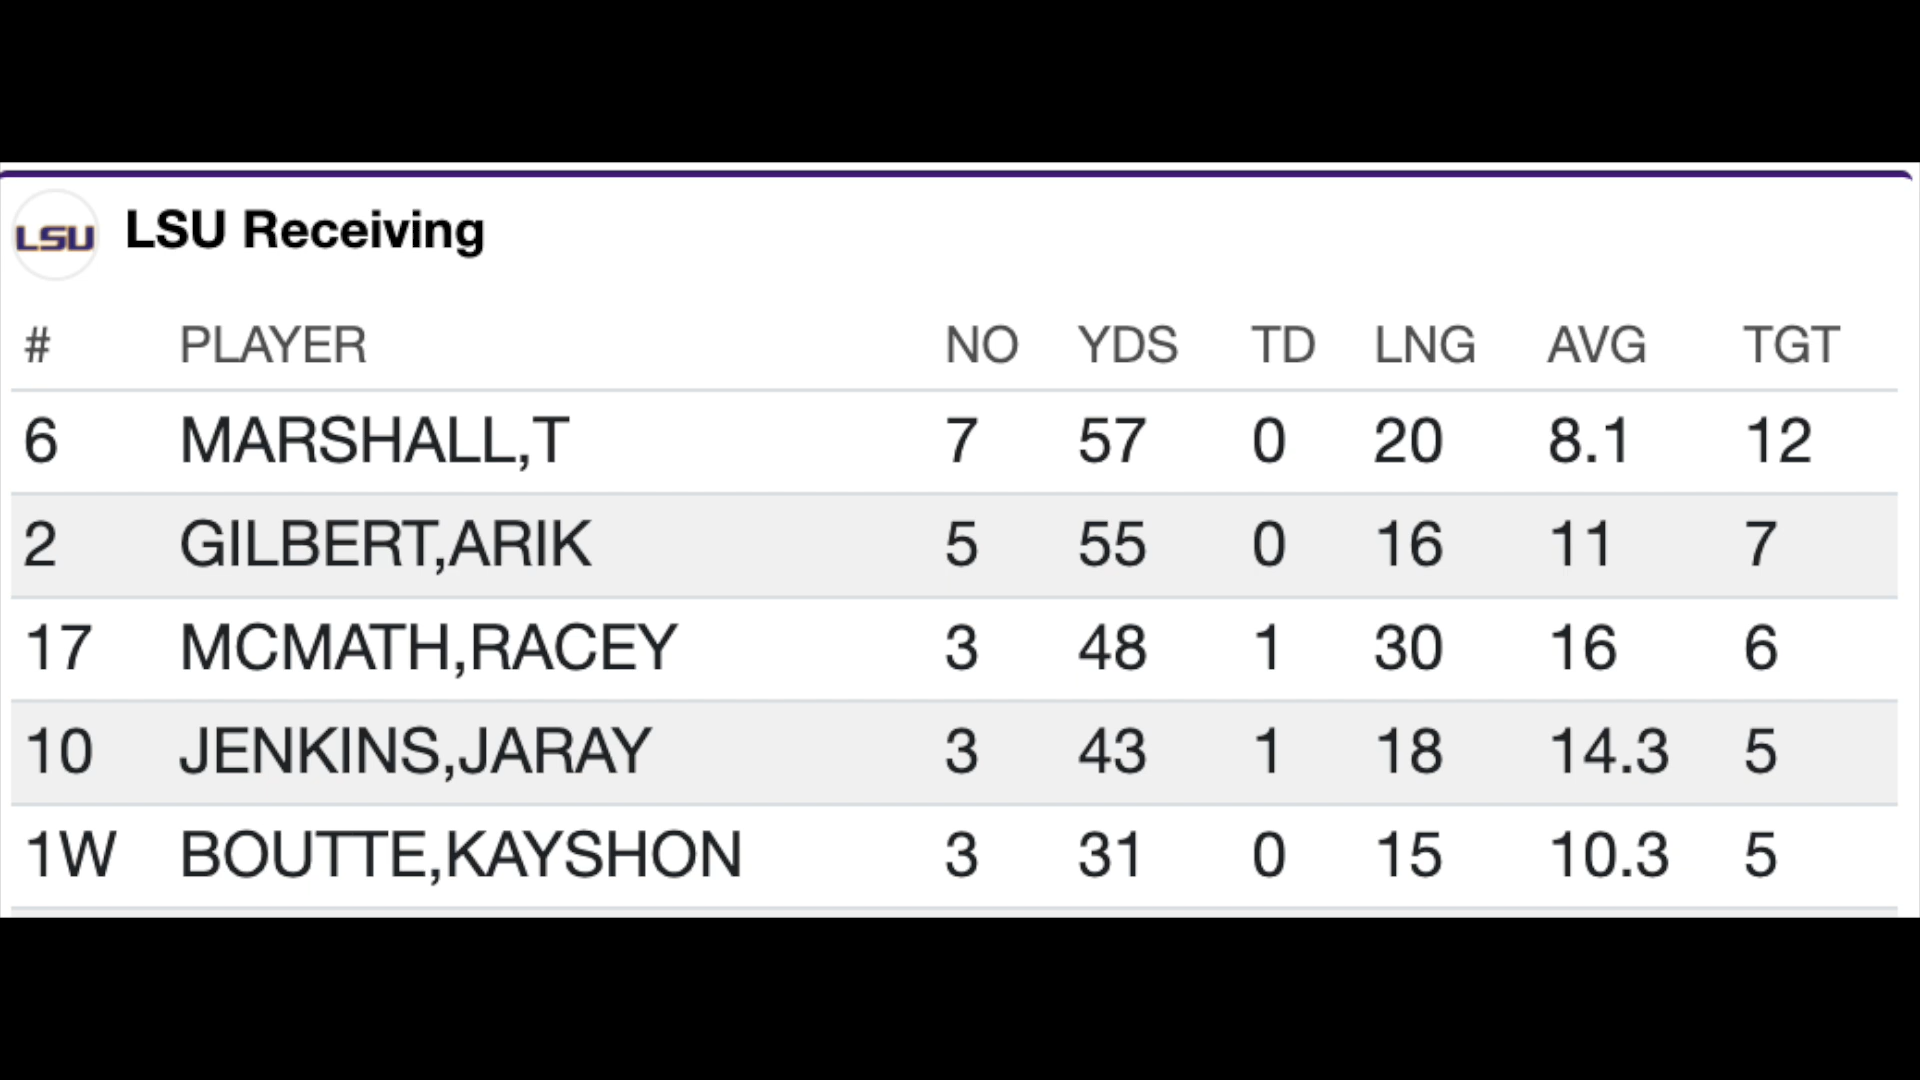 LSU LSU Receiving
# PLAYER NO YDS TD LNG AVG TGT
6 MARSHALL,T 7 57 0 20 8.1 12
2 GILBERT,ARIK 5 55 0 16 11 7
17 MCMATH,RACEY 3 48 1 30 16 6
10 JENKINS,JARAY 3 43 1 18 14.3 5
1W BOUTTE,KAYSHON 3 31 0 15 10.3 5